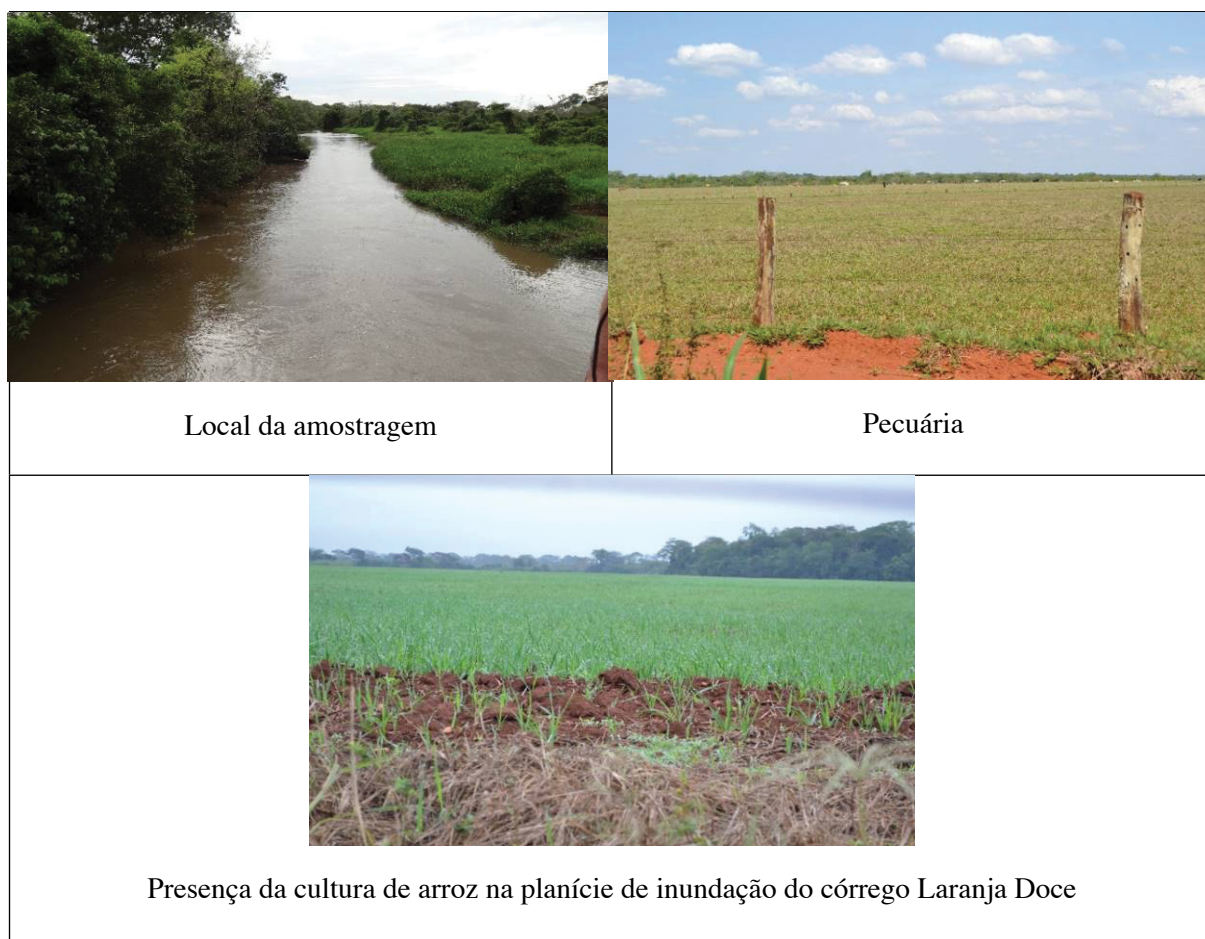 Local da amostragem
Pecuária
Presença da cultura de arroz na planície de inundação do córrego Laranja Doce